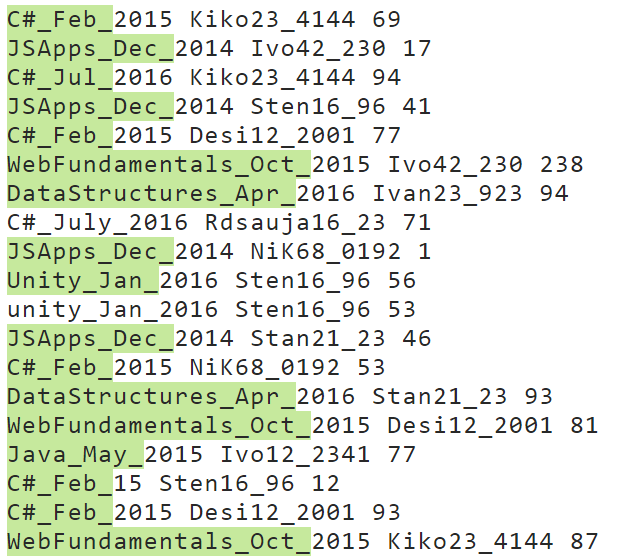 C#_Feb_2015 Kiko23_4144 69
JSApps_Dec_2014 Ivo42_230 17
C#_Jul_2016 Kiko23_4144 94
JSApps_Dec_2014 Sten16_96 41
C#_Feb_2015 Desi12_2001 77
WebFundamentals_Oct_2015 Ivo42_230 238
DataStructures_Apr_2016 Ivan23_923 94
C#_July_2016 Rdsauja16_23 71
JSApps_Dec_2014 NiK68_0192 1
Unity_Jan_2016 Sten16_96 56
unity_Jan_2016 Sten16_96 53
JSApps_Dec_2014 Stan21_23 46
C#_Feb_2015 NiK68_0192 53
DataStructures_Apr_2016 Stan21_23 93
WebFundamentals_Oct_2015 Desi12_2001 81
Java_May_2015 Ivo12_2341 77
C#_Feb_15 Sten16_96 12
C#_Feb_2015 Desi12_2001 93
WebFundamentals_Oct_2015 Kiko23_4144 87